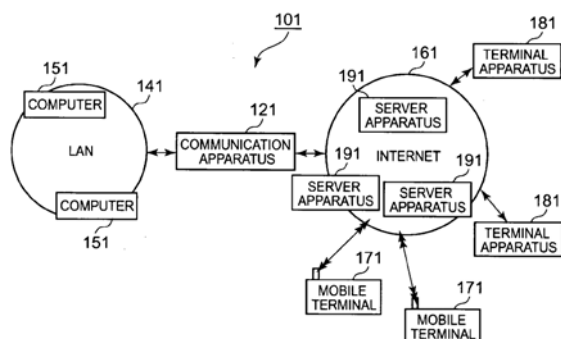 101
151
141
161
181
COMPUTER
191
TERMINAL
APPARATUS
121
SERVER
APPARATUS
LAN
COMMUNICATION
APPARATUS
INTERNET
191
191
SERVER
APPARATUS
SERVER
APPARATUS
COMPUTER
151
181
TERMINAL
APPARATUS
171
MOBILE
TERMINAL
171
MOBILE
TERMINAL